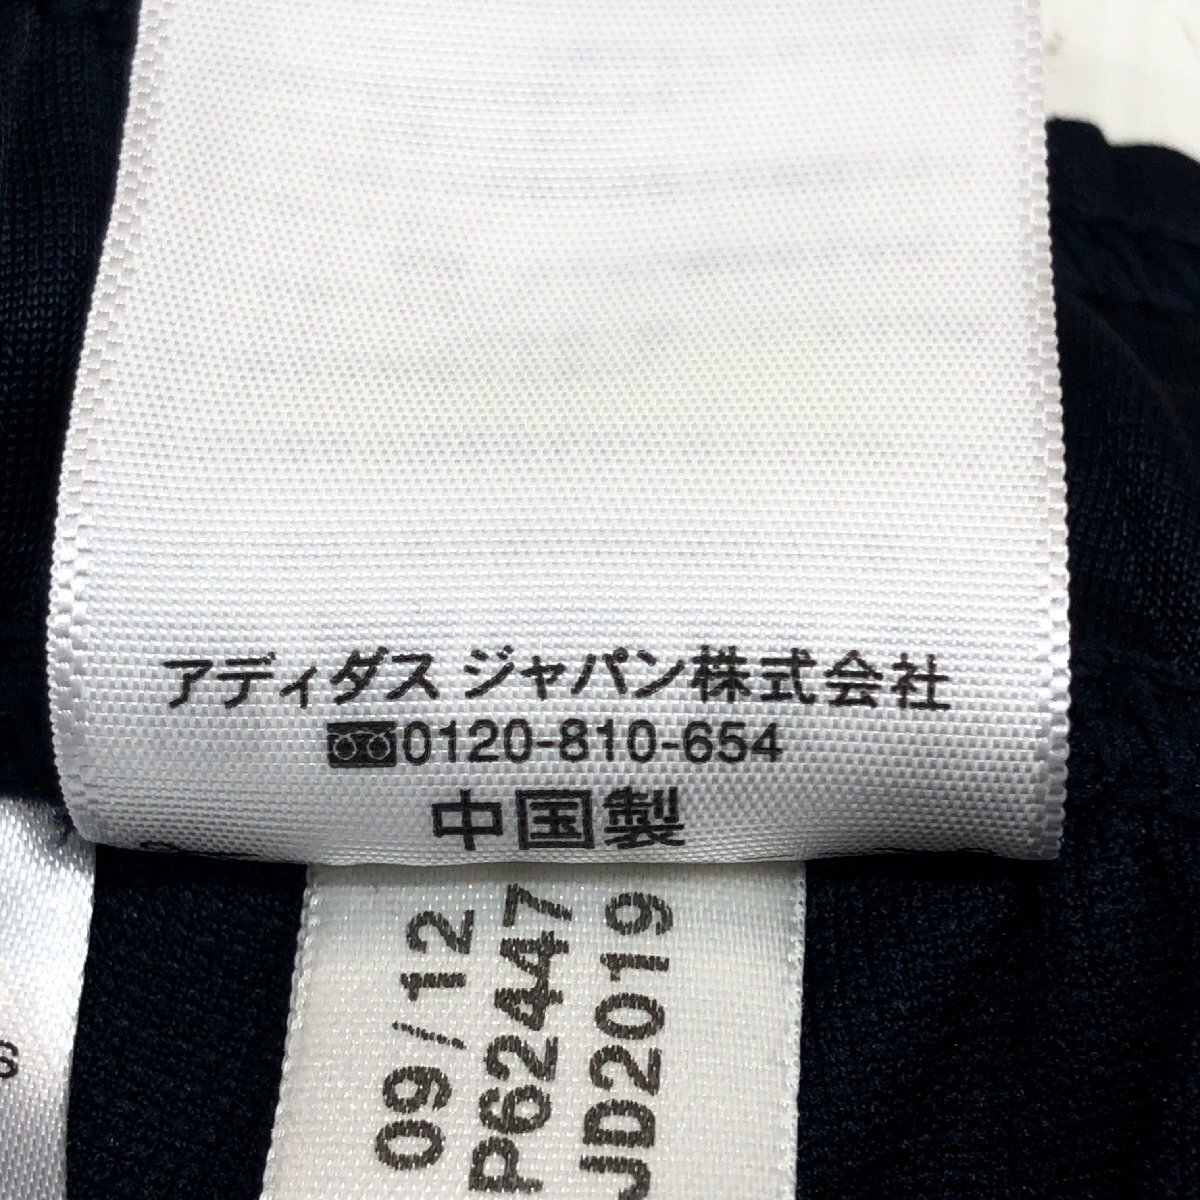 アディダス ジャパン株式会社
0120-810-654
中国製
09/12
P62447
JD2019
s